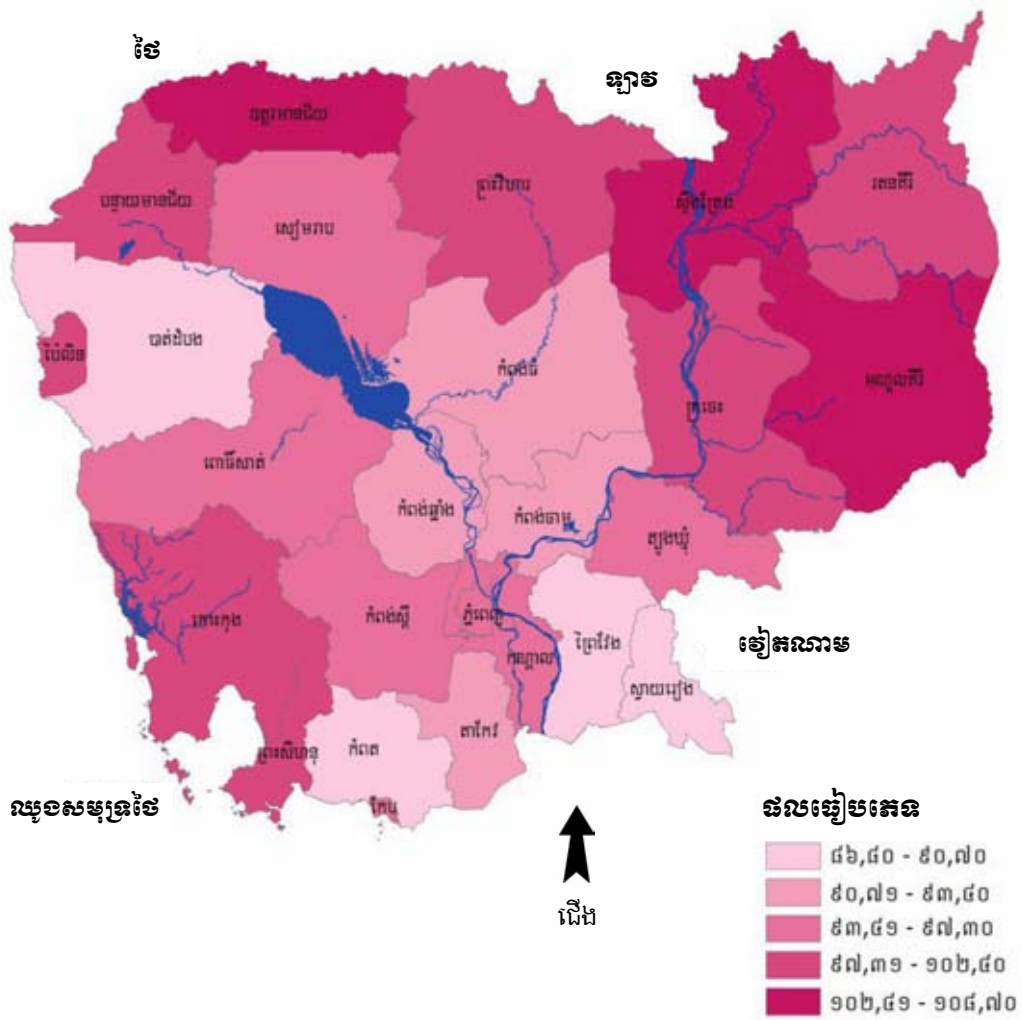 ថៃ
ឡាវ
ឧត្តរមានជ័យ
បន្ទាយមានជ័យ
ព្រះវិហារ
រតនគីរី
ស្ទឹងត្រែង
សៀមរាប
បាត់ដំបង
ប៉ៃលិន
កំពង់ធំ
មណ្ឌលគីរី
ក្រចេះ
ពោធិ៍សាត់
កំពង់ឆ្នាំង
កំពង់ចាម
ត្បូងឃ្មុំ
កោះកុង
កំពង់ស្ពឺ
ភ្នំពេញ
ព្រៃវែង
វៀតណាម
កណ្តាល
ស្វាយរៀង
តាកែវ
ព្រះសីហនុ
កំពត
កែប
ឈូងសមុទ្រថៃ
ជើង
ផលធៀបភេទ
៨៦,៨០ - ៩០,៧០
៩០,៧១ - ៩៣,៤០
៩៣,៤១ - ៩៧,៣០
៩៧,៣១ - ១០២,៤០
១០២,៤១ - ១០៨,៧០